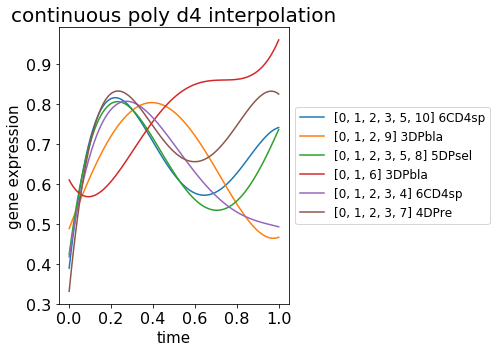 continuous poly d4 interpolation
gene expression
0.9
0.8
0.7
0.6
0.5
0.4
0.3
0.0 0.2 0.4 0.6 0.8 1.0
time
[0, 1, 2, 3, 5, 10] 6CD4sp
[0, 1, 2, 9] 3DPbla
[0, 1, 2, 3, 5, 8] 5DPsel
[0, 1, 6] 3DPbla
[0, 1, 2, 3, 4] 6CD4sp
[0, 1, 2, 3, 7] 4DPre